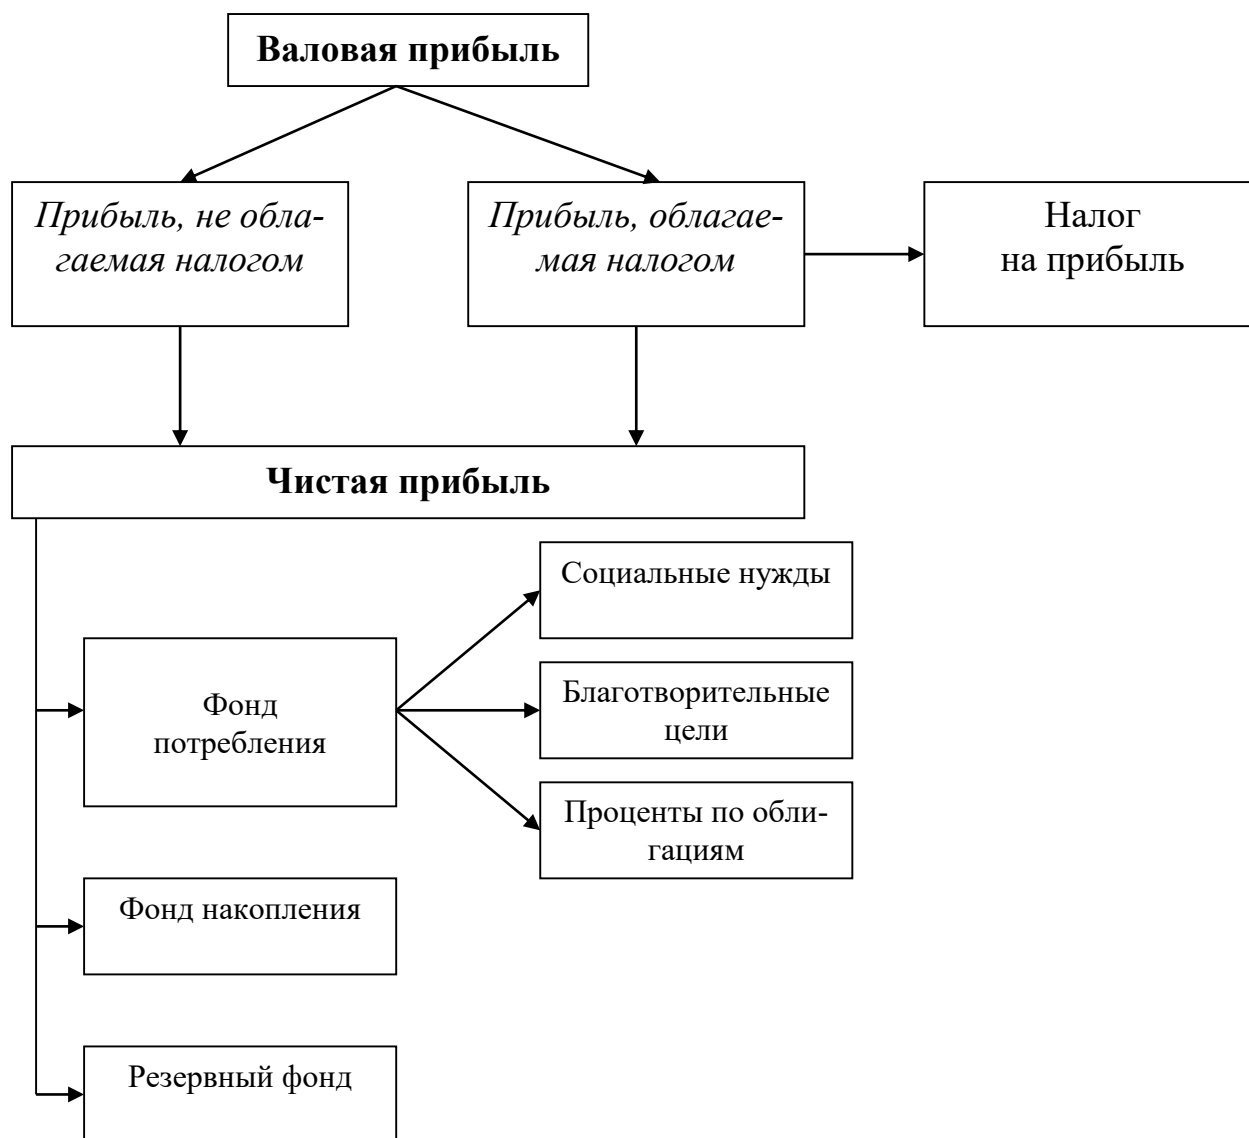 Валовая прибыль
Прибыль, не обла-
гаемая налогом
Прибыль, облагае-
мая налогом
Налог
на прибыль
Чистая прибыль
Социальные нужды
Фонд
потребления
Благотворительные
цели
Проценты по обли-
гациям
Фонд накопления
Резервный фонд